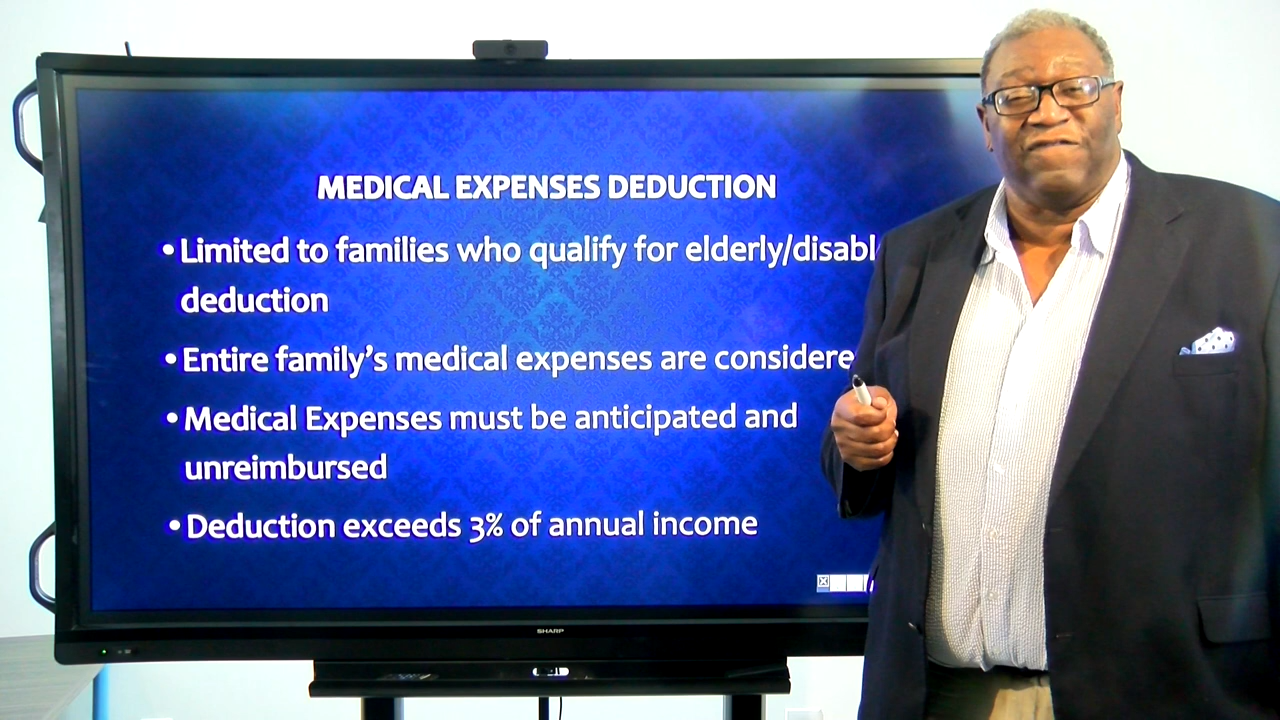 MEDICAL EXPENSES DEDUCTION
• Limited to families who qualify for elderly/disabl
deduction
• Entire family's medical expenses are considere
• Medical Expenses must be anticipated and
unreimbursed
• Deduction exceeds 3% of annual income
SHARP